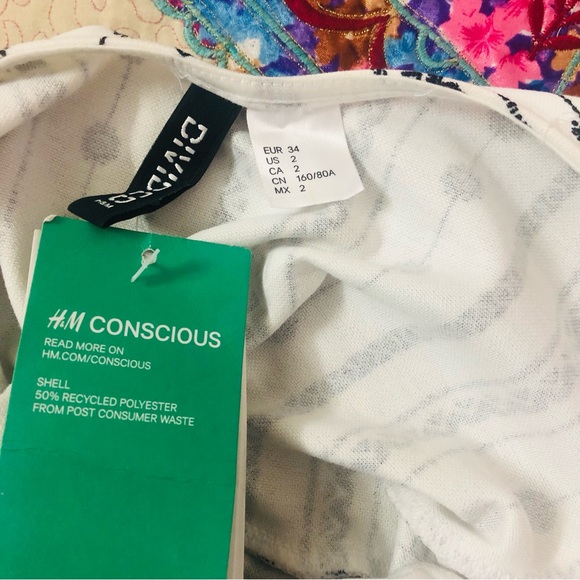 DIVIDED
H&M
EUR 34
US 2
CA 2
CN 160/80A
MX 2
H&M CONSCIOUS
READ MORE ON
HM.COM/CONSCIOUS
SHELL
50% RECYCLED POLYESTER
FROM POST CONSUMER WASTE